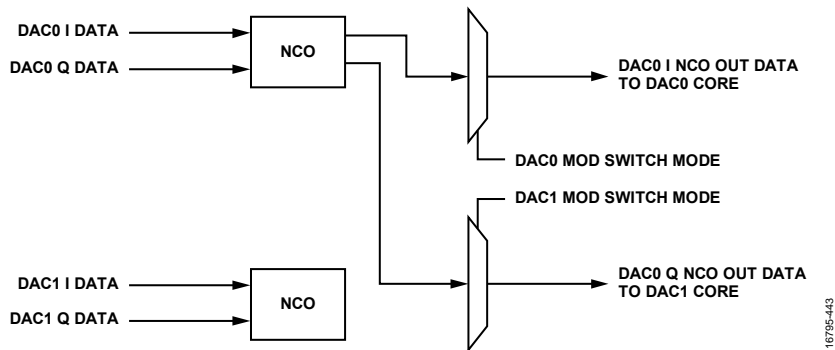 DAC0 I DATA
DAC0 Q DATA
NCO
DAC0 I NCO OUT DATA
TO DAC0 CORE
DAC0 MOD SWITCH MODE
DAC1 MOD SWITCH MODE
DAC1 I DATA
DAC1 Q DATA
NCO
DAC0 Q NCO OUT DATA
TO DAC1 CORE
16795-443